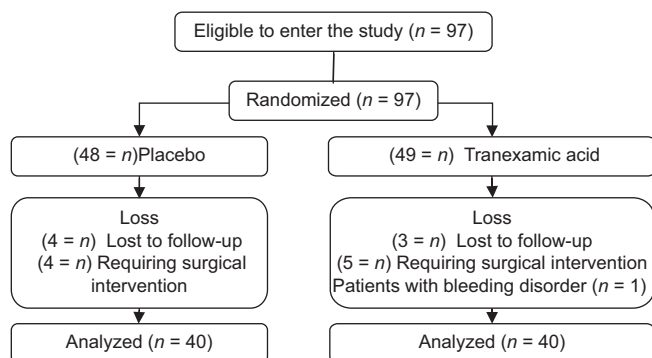 Eligible to enter the study (n = 97)
Randomized (n = 97)
(48 = n)Placebo
(49 = n) Tranexamic acid
Loss
(4 = n) Lost to follow-up
(4 = n) Requiring surgical
intervention
Loss
(3 = n) Lost to follow-up
(5 = n) Requiring surgical intervention
Patients with bleeding disorder (n = 1)
Analyzed (n = 40)
Analyzed (n = 40)